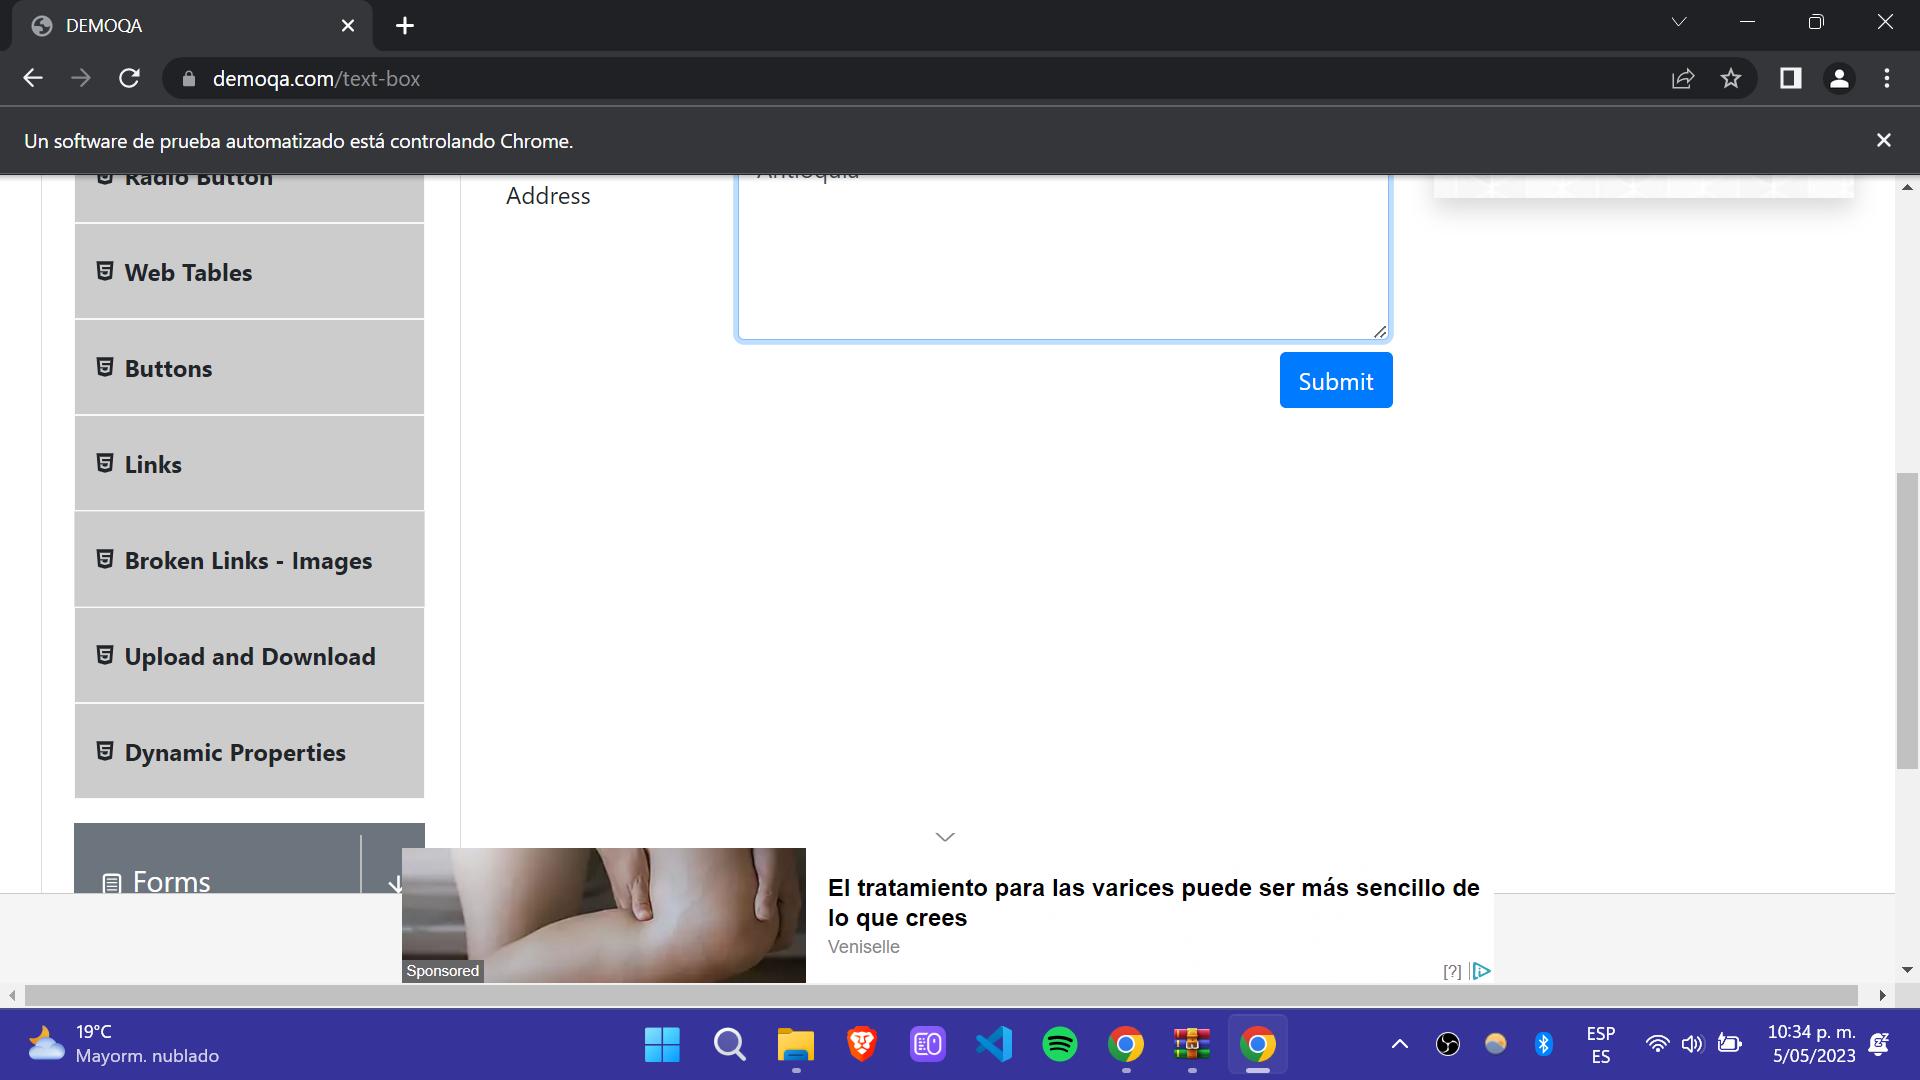 DEMOQA
demoqa.com/text-box
Un software de prueba automatizado está controlando Chrome.
Radio Button
Web Tables
Buttons
Links
Broken Links - Images
Upload and Download
Dynamic Properties
Forms
Address
Antioquia
Submit
Sponsored
El tratamiento para las varices puede ser más sencillo de
lo que crees
Veniselle
[?]
19°C
Mayorm. nublado
ESP
ES
10:34 p. m.
5/05/2023